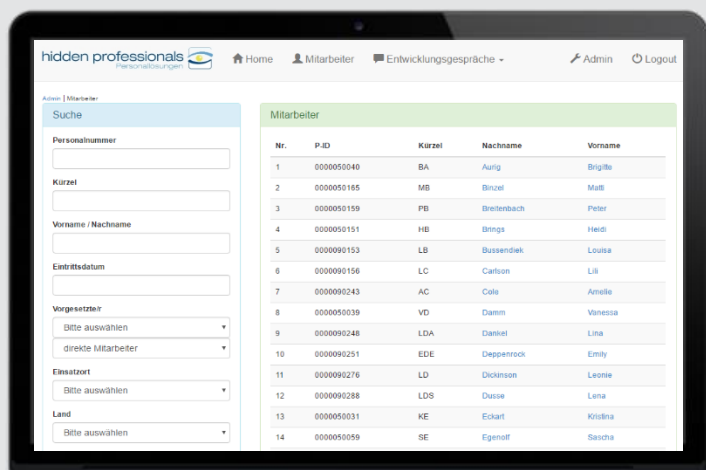 hidden professionals
Personallösungen
Home Mitarbeiter Entwicklungsgespräche Admin Logout
Admin | Mitarbeiter
Suche
Personalnummer
Kürzel
Vorname / Nachname
Eintrittsdatum
Vorgesetzte/r
Bitte auswählen
direkte Mitarbeiter
Einsatzort
Bitte auswählen
Land
Bitte auswählen
Mitarbeiter
Nr. P-ID Kürzel Nachname Vorname
1 0000050040 BA Aurig Brigitte
2 0000050165 MB Binzel Matti
3 0000050159 PB Breitenbach Peter
4 0000050151 HB Brings Heidi
5 0000090153 LB Bussendiek Louisa
6 0000090156 LC Carlson Lili
7 0000090243 AC Cole Amelie
8 0000050039 VD Damm Vanessa
9 0000090248 LDA Dankel Lina
10 0000090251 EDE Deppenrock Emily
11 0000090276 LD Dickinson Leonie
12 0000090288 LDS Dusse Lena
13 0000050031 KE Eckart Kristina
14 0000050059 SE Egenolf Sascha